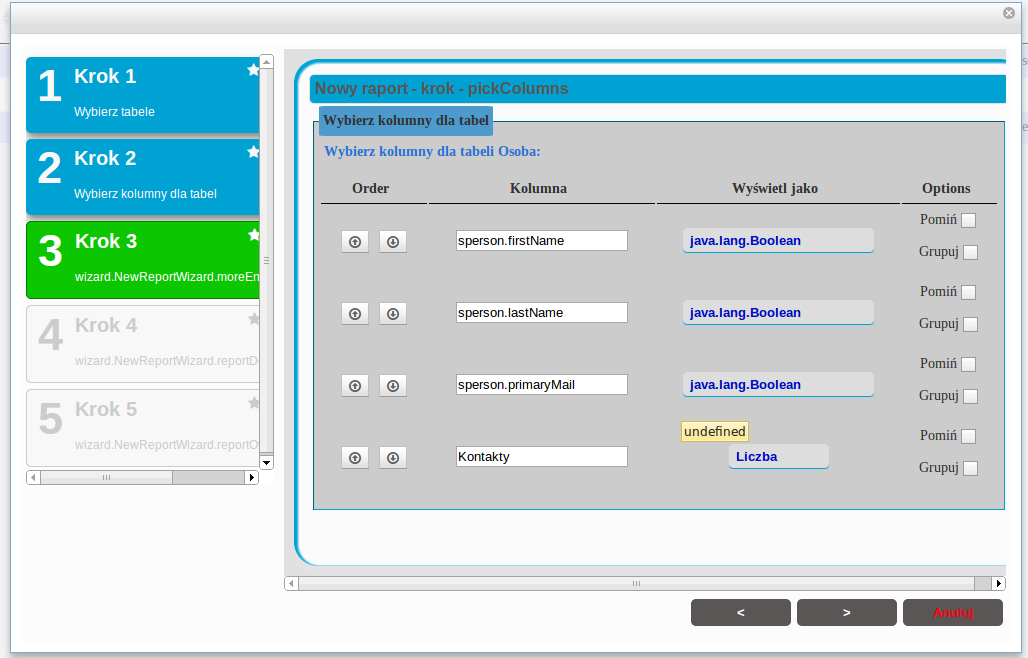 1 Krok 1
Wybierz tabele
2 Krok 2
Wybierz kolumny dla tabel
3 Krok 3
wizard.NewReportWizard.moreEn
4 Krok 4
wizard.NewReportWizard.reportD
5 Krok 5
wizard.NewReportWizard.reportO
Nowy raport - krok - pickColumns
Wybierz kolumny dla tabel
Wybierz kolumny dla tabeli Osoba:
Order Kolumna Wyświetl jako Options
sperson.firstName java.lang.Boolean Pomiń
Grupuj
sperson.lastName java.lang.Boolean Pomiń
Grupuj
sperson.primaryMail java.lang.Boolean Pomiń
Grupuj
undefined
Kontakty Liczba Pomiń
Grupuj
< > Anuluj